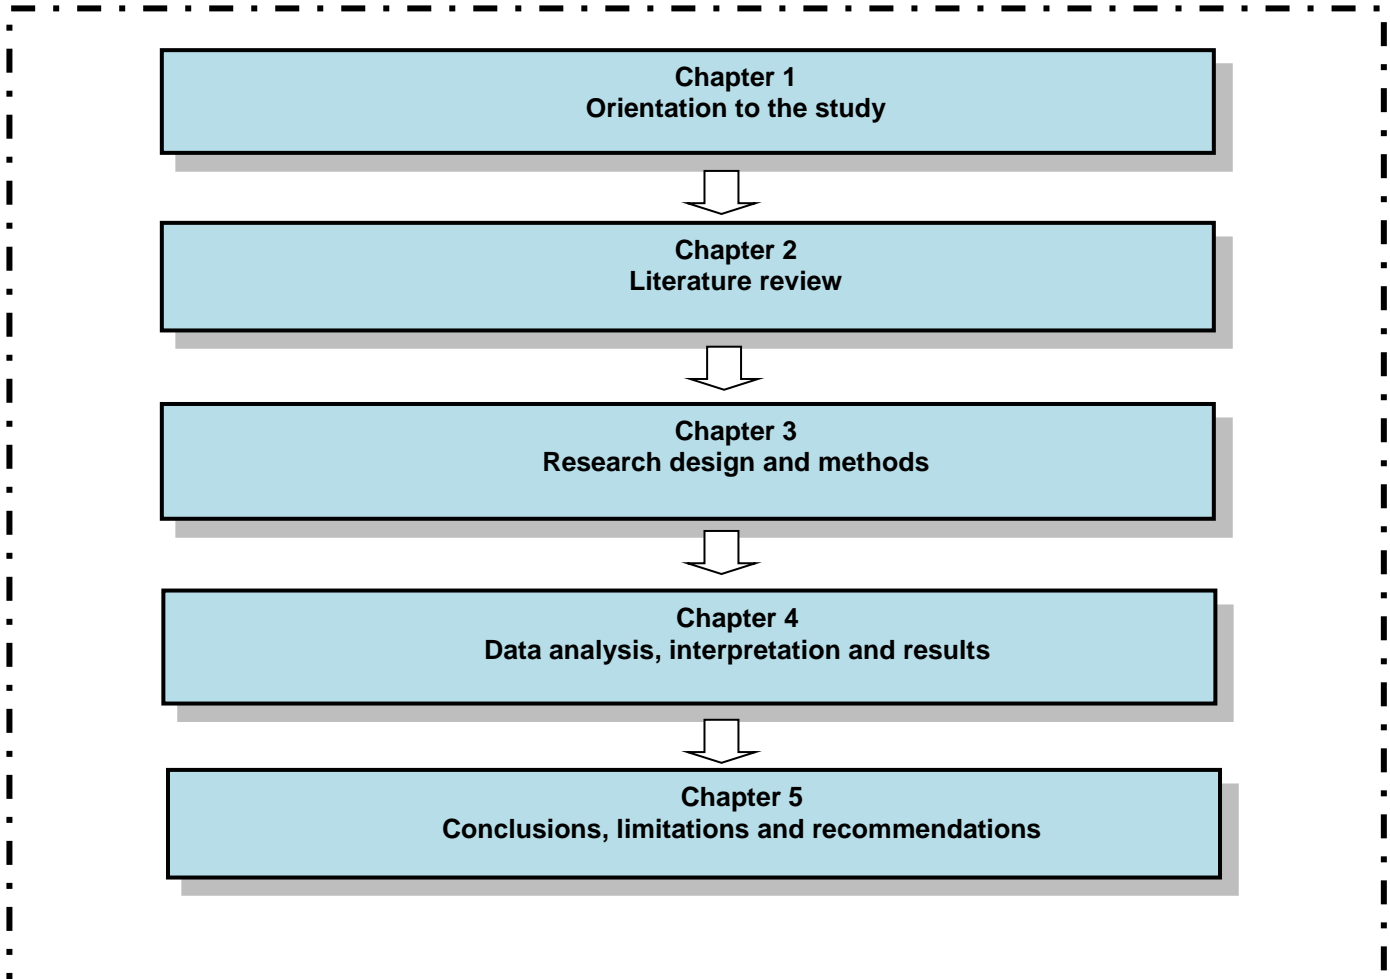 Chapter 1
Orientation to the study
Chapter 2
Literature review
Chapter 3
Research design and methods
Chapter 4
Data analysis, interpretation and results
Chapter 5
Conclusions, limitations and recommendations